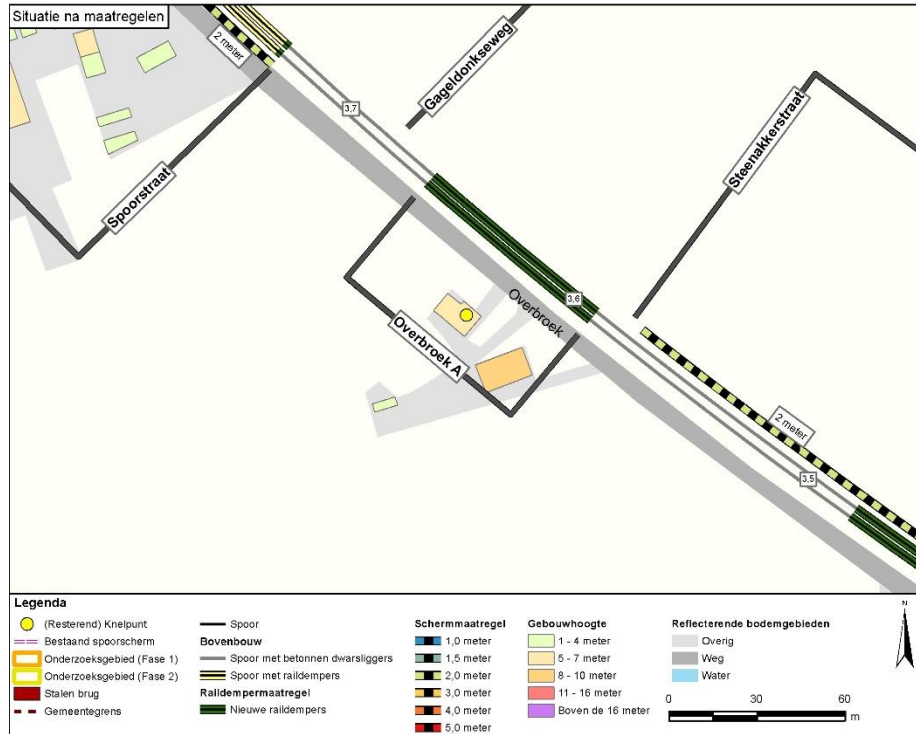 Situatie na maatregelen
2 meter
Gageldonkseweg
3,7
Steenakkerstraat
Spoorstraat
Overbroek
3,6
Overbroek A
2 meter
3,5
Legenda
(Resterend) Knelpunt
Bestaand spoorscherm
Onderzoeksgebied (Fase 1)
Onderzoeksgebied (Fase 2)
Stalen brug
Gemeentegrens
Spoor
Bovenbouw
Spoor met betonnen dwarsliggers
Spoor met raildempers
Raildempermaatregel
Nieuwe raildempers
Schermmaatregel
1,0 meter
1,5 meter
2,0 meter
3,0 meter
4,0 meter
5,0 meter
Gebouwhoogte
1 - 4 meter
5 - 7 meter
8 - 10 meter
11 - 16 meter
Boven de 16 meter
Reflecterende bodemgebieden
Overig
Weg
Water
N
0 30 60
m